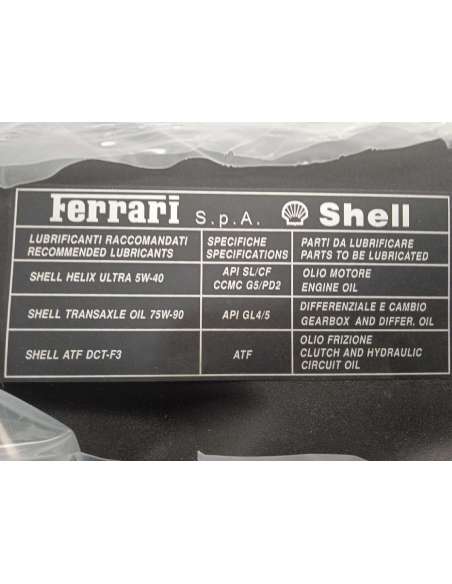 Ferrari S.p.A. Shell
LUBRIFICANTI RACCOMANDATI
RECOMMENDED LUBRICANTS
SPECIFICHE
SPECIFICATIONS
PARTI DA LUBRIFICARE
PARTS TO BE LUBRICATED
SHELL HELIX ULTRA 5W-40
API SL/CF
CCMC G5/PD2
OLIO MOTORE
ENGINE OIL
SHELL TRANSAXLE OIL 75W-90
API GL4/5
DIFFERENZIALE E CAMBIO
GEARBOX AND DIFFER. OIL
SHELL ATF DCT-F3
ATF
OLIO FRIZIONE
CLUTCH AND HYDRAULIC
CIRCUIT OIL